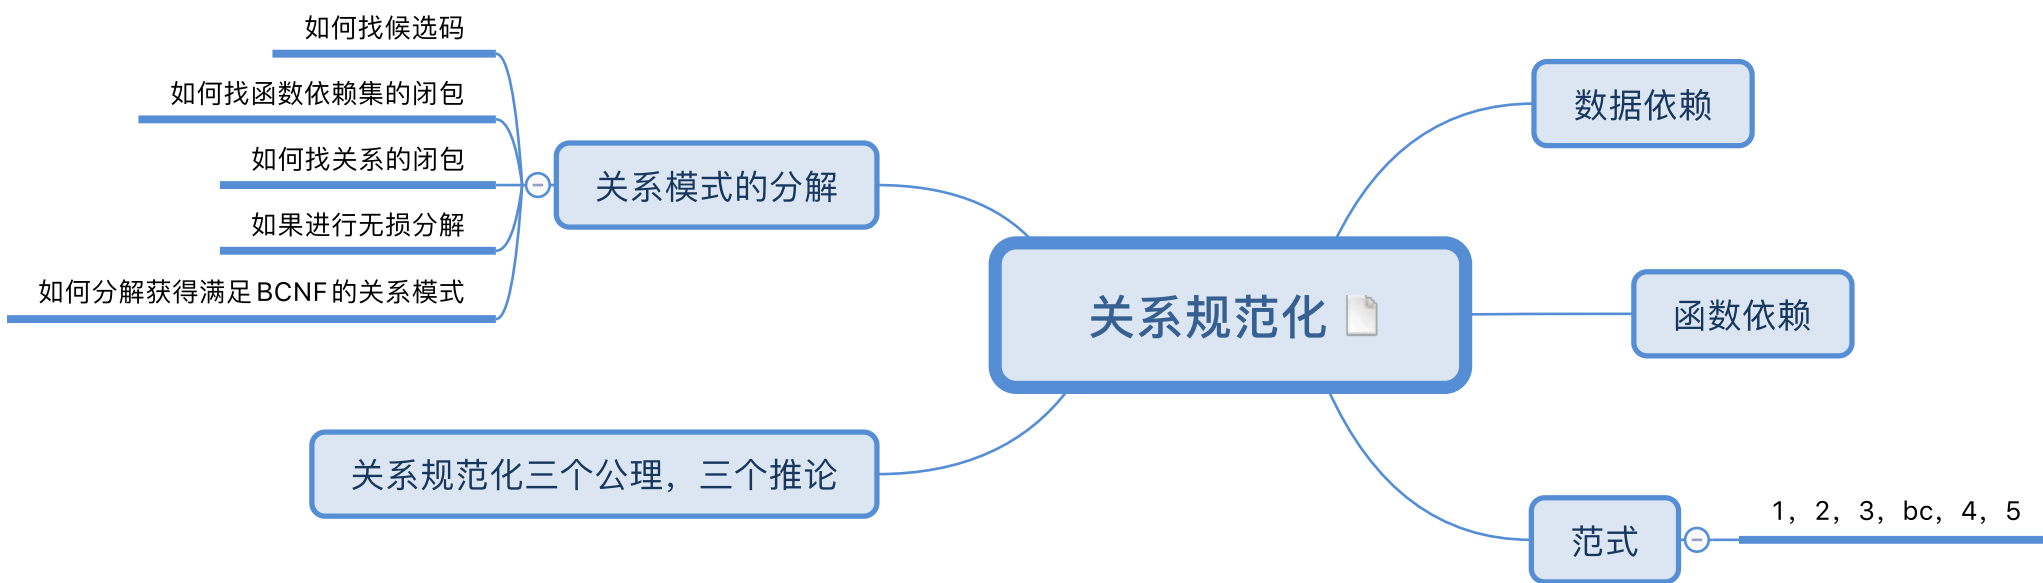 关系规范化
数据依赖
函数依赖
范式
1，2，3，bc，4，5
关系模式的分解
如何找候选码
如何找函数依赖集的闭包
如何找关系的闭包
如果进行无损分解
如何分解获得满足BCNF的关系模式
关系规范化三个公理，三个推论